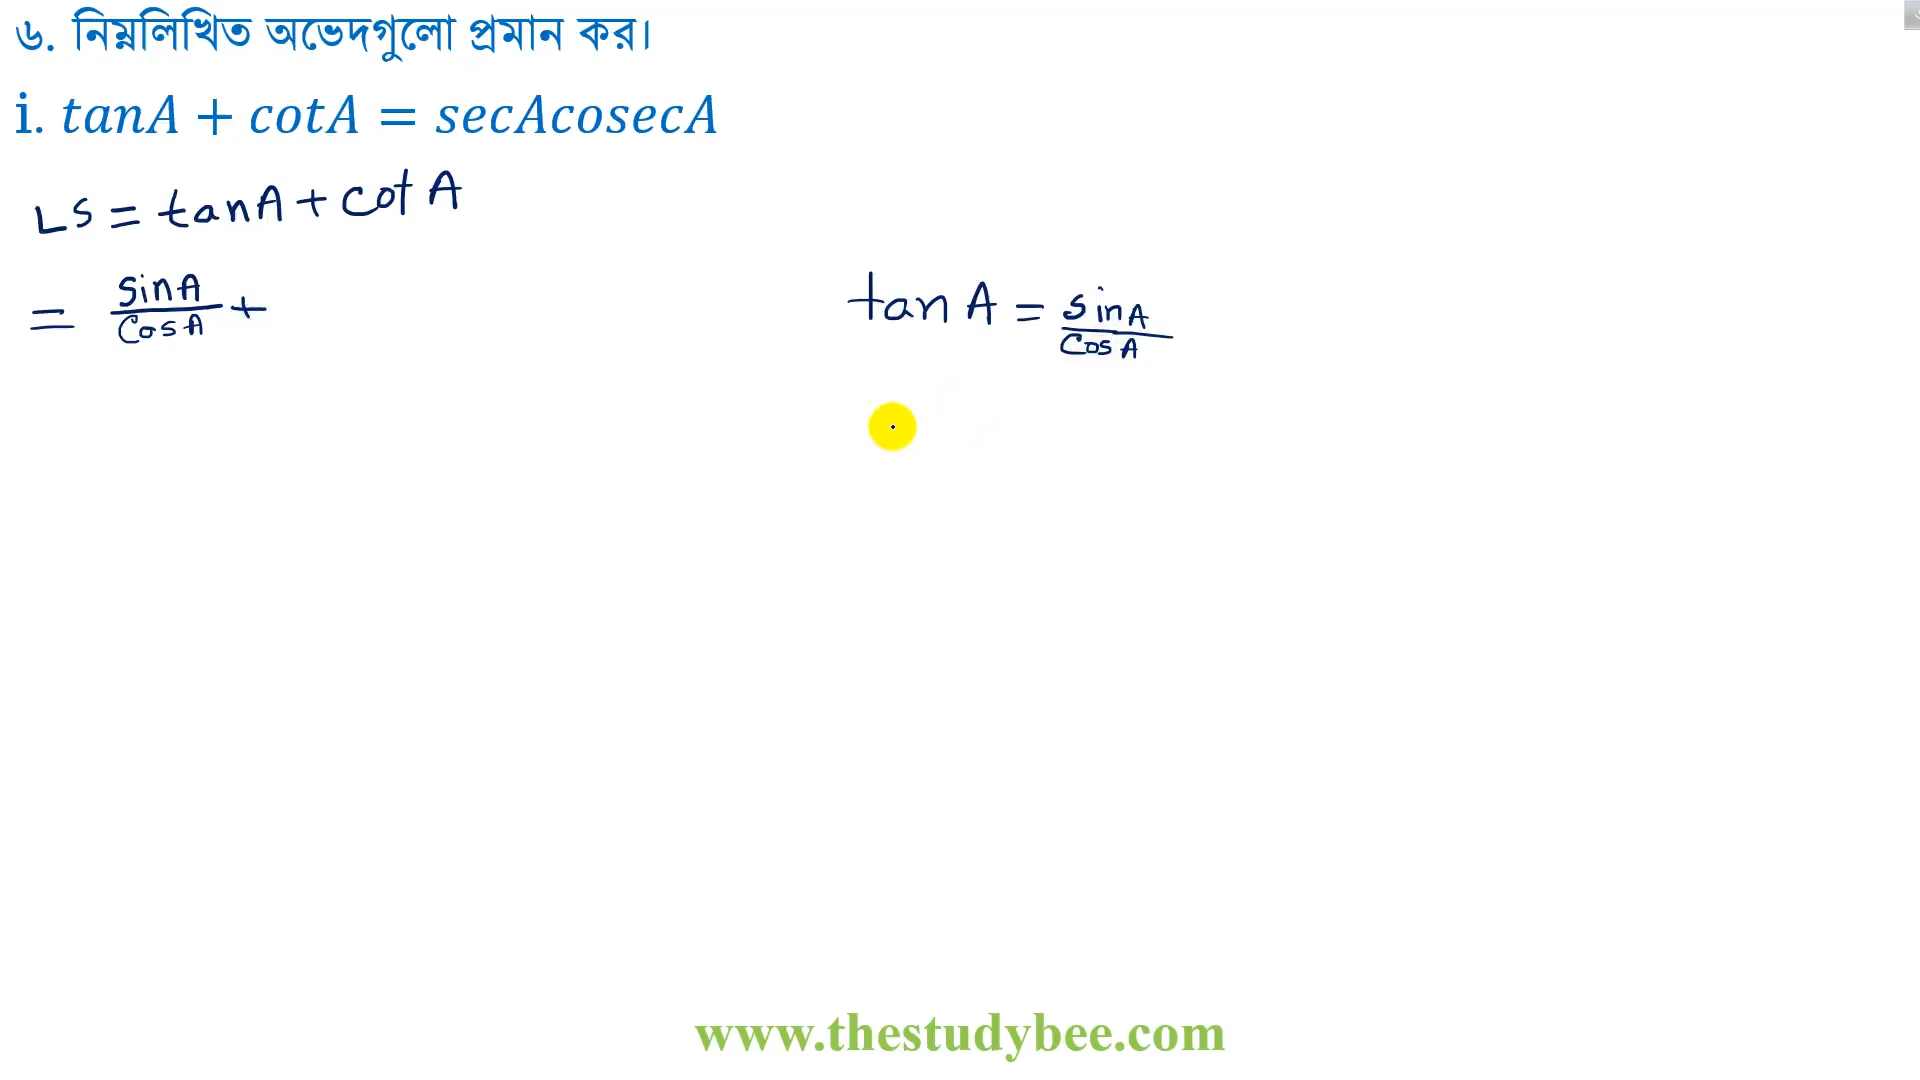 ৬. নিম্নলিখিত অভেদগুলো প্রমান কর।
i. tanA + cotA = secAcosecA
LS = tanA + cot A
= sinA/cosA +
tan A = sinA/cosA
www.thestudybee.com